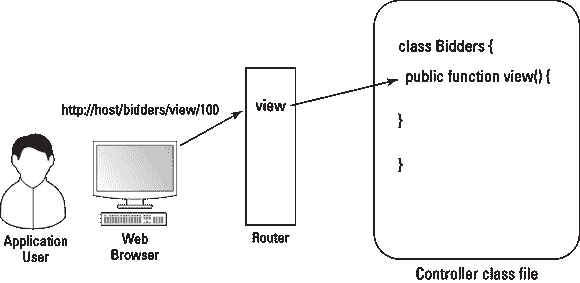 http://host/bidders/view/100
Application
User
Web
Browser
view
Router
class Bidders {
public function view() {
}
}
Controller class file